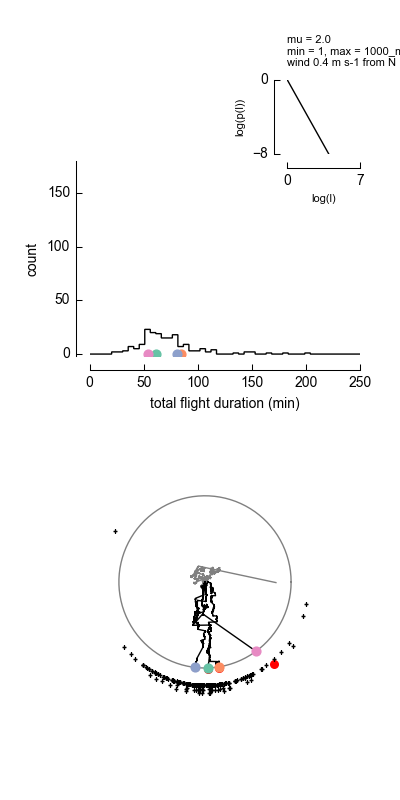 mu = 2.0
min = 1, max = 1000_m
wind 0.4 m s-1 from N
0
log(p(l))
−8
0 7
log(l)
150
100
count
50
0
0 50 100 150 200 250
total flight duration (min)